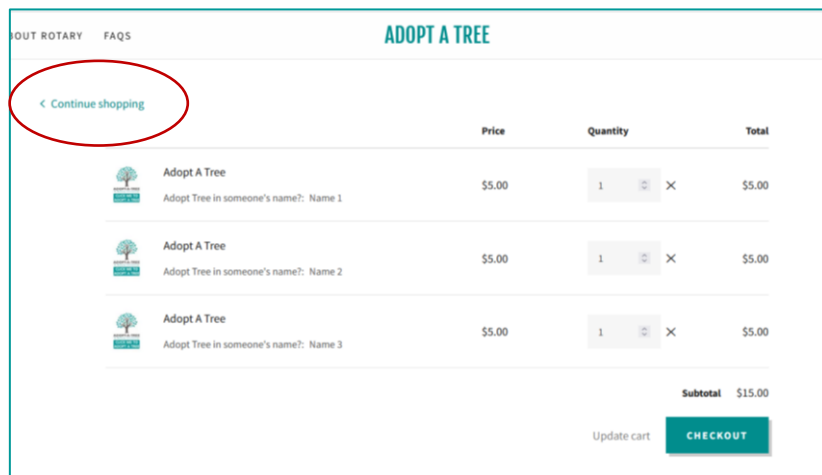 BOUT ROTARY FAQS ADOPT A TREE
< Continue shopping
Price Quantity Total
Adopt A Tree
Adopt Tree in someone's name?: Name 1
$5.00 1 $5.00
Adopt A Tree
Adopt Tree in someone's name?: Name 2
$5.00 1 $5.00
Adopt A Tree
Adopt Tree in someone's name?: Name 3
$5.00 1 $5.00
Subtotal $15.00
Update cart CHECKOUT